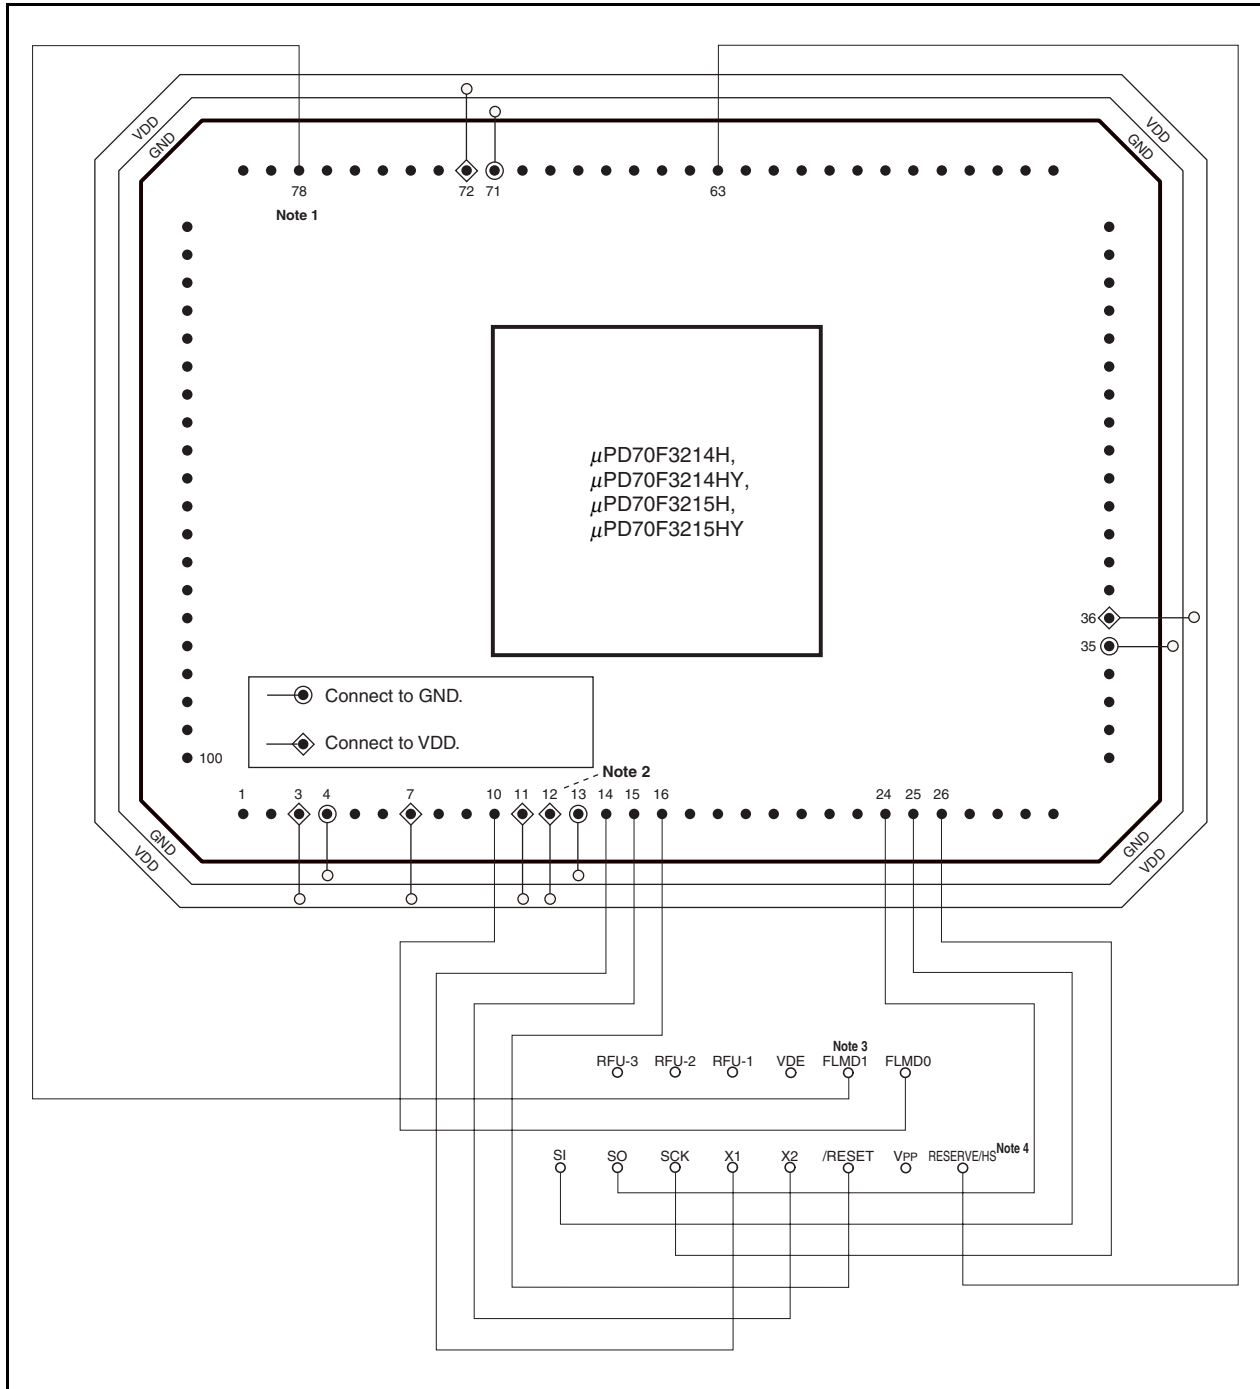 VDD
GND
VDD
GND
78
72
71
63
Note 1
μPD70F3214H,
μPD70F3214HY,
μPD70F3215H,
μPD70F3215HY
36
35
Connect to GND.
Connect to VDD.
100
Note 2
1 3 4 7 10 11 12 13 14 15 16 24 25 26
GND
VDD
GND
VDD
Note 3
RFU-3 RFU-2 RFU-1 VDE FLMD1 FLMD0
SI SO SCK X1 X2 /RESET VPP RESERVE/HS Note 4